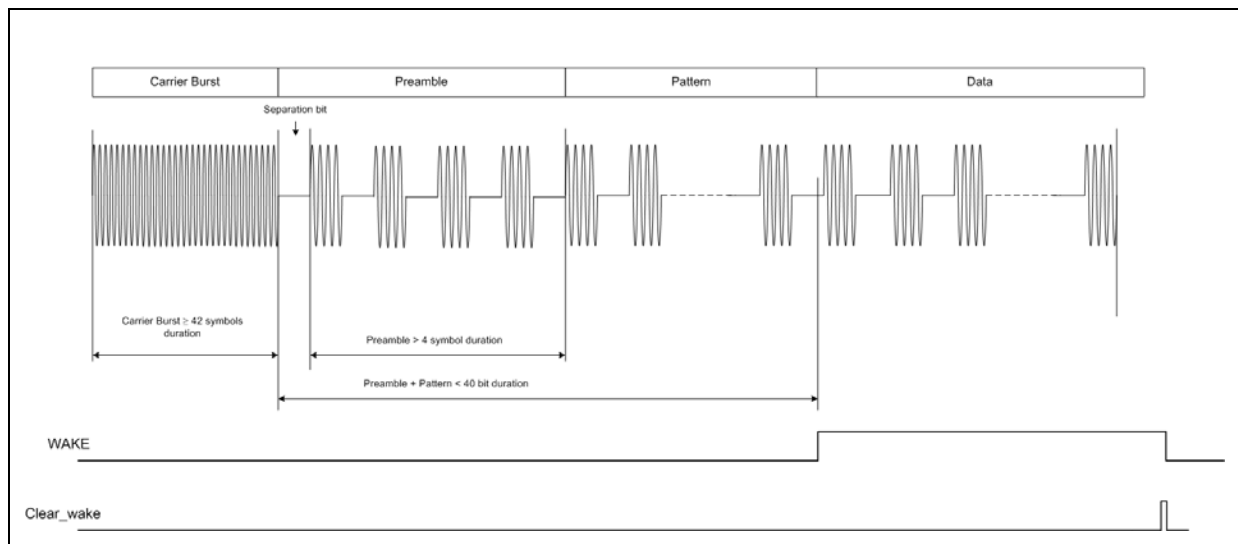 Carrier Burst Preamble Pattern Data
Separation bit
Carrier Burst ≥ 42 symbols
duration
Preamble > 4 symbol duration
Preamble + Pattern < 40 bit duration
WAKE
Clear_wake